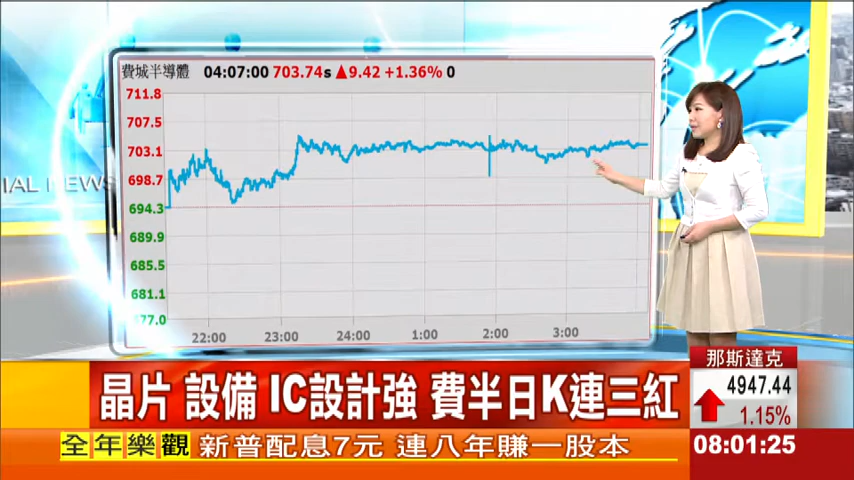 費城半導體 04:07:00 703.74s ▲9.42 +1.36% 0
711.8
707.5
703.1
698.7
694.3
689.9
685.5
681.1
677.0
22:00 23:00 24:00 1:00 2:00 3:00
IAL NEWS
晶片 設備 IC設計強 費半日K連三紅
全年樂觀 新普配息7元 連八年賺一股本
那斯達克
4947.44
1.15%
08:01:25